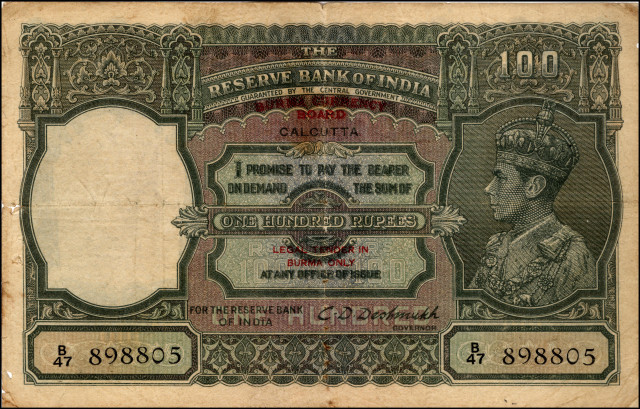 THE
RESERVE BANK OF INDIA
100
GUARANTEED BY THE CENTRAL GOVERNMENT
BURMA CURRENCY
BOARD
CALCUTTA
I PROMISE TO PAY THE BEARER
ON DEMAND THE SUM OF
ONE HUNDRED RUPEES
LEGAL TENDER IN
BURMA ONLY
AT ANY OFFICE OF ISSUE
FOR THE RESERVE BANK
OF INDIA
C. D. Deshmukh
GOVERNOR
B/47 898805
B/47 898805